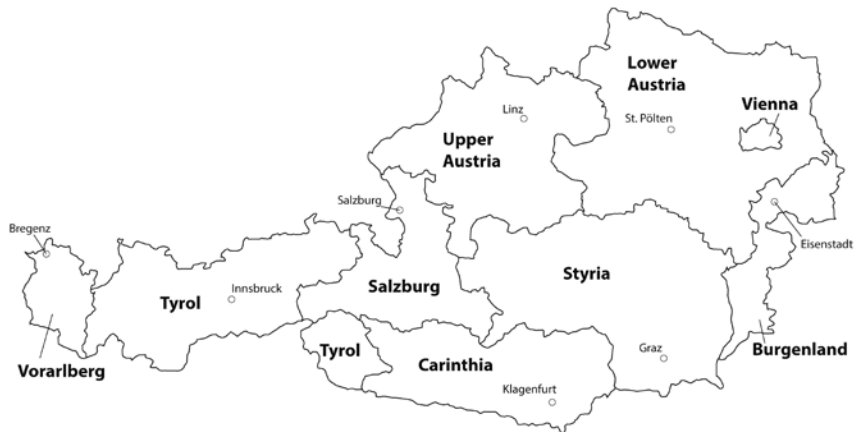 Lower
Austria
Vienna
Linz
St. Pölten
Upper
Austria
Salzburg
Bregenz
Eisenstadt
Styria
Innsbruck
Tyrol
Salzburg
Graz
Tyrol
Burgenland
Carinthia
Vorarlberg
Klagenfurt